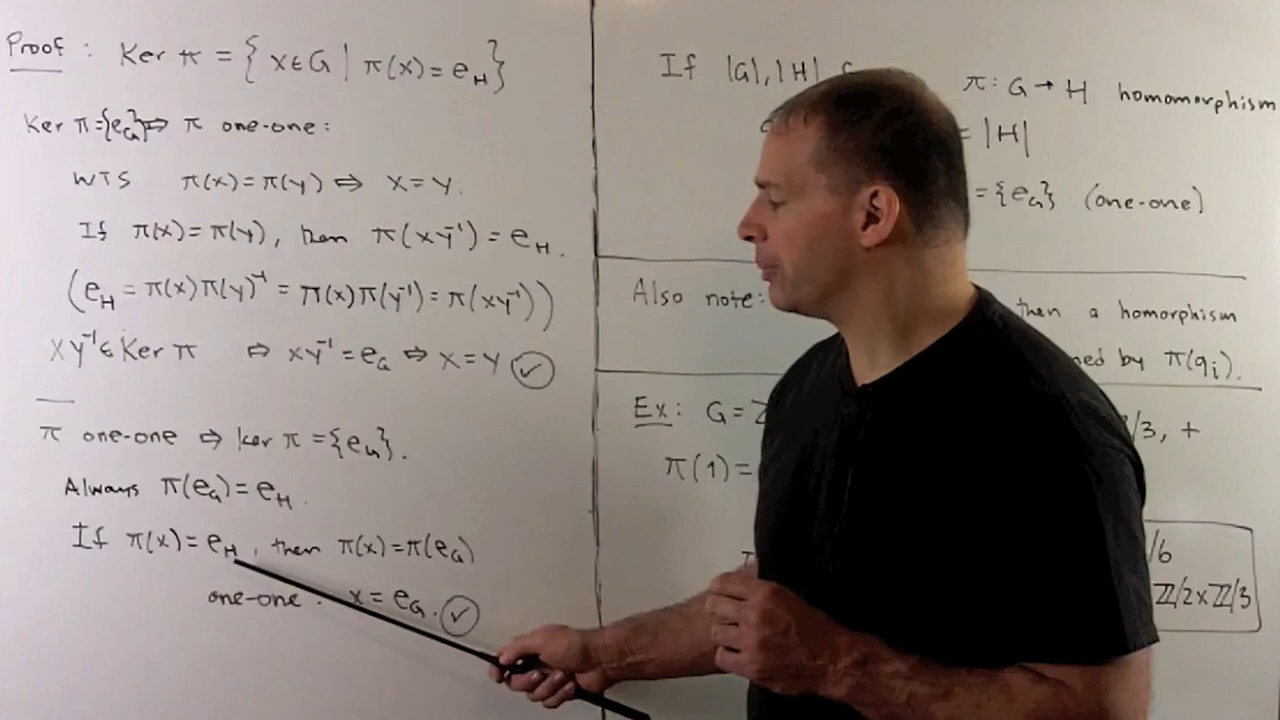 Proof : Ker π = { x∈G | π(x) = e_H }
Ker π = {e_G} ⇒ π one-one :
WTS π(x) = π(y) ⇒ x = y.
If π(x) = π(y), then π(xy⁻¹) = e_H.
(e_H = π(x)π(y)⁻¹ = π(x)π(y⁻¹) = π(xy⁻¹))
xy⁻¹ ∈ Ker π ⇒ xy⁻¹ = e_G ⇒ x = y ✓
π one-one ⇒ ker π = {e_G}.
Always π(e_G) = e_H.
If π(x) = e_H, then π(x) = π(e_G)
one-one : x = e_G. ✓
If |G|, |H| π: G → H homomorphism
= |H|
= {e_G} (one-one)
Also note: then a homorphism
by π(g_i).
Ex: G = Z /3, +
π(1) =
/6
Z/2 x Z/3